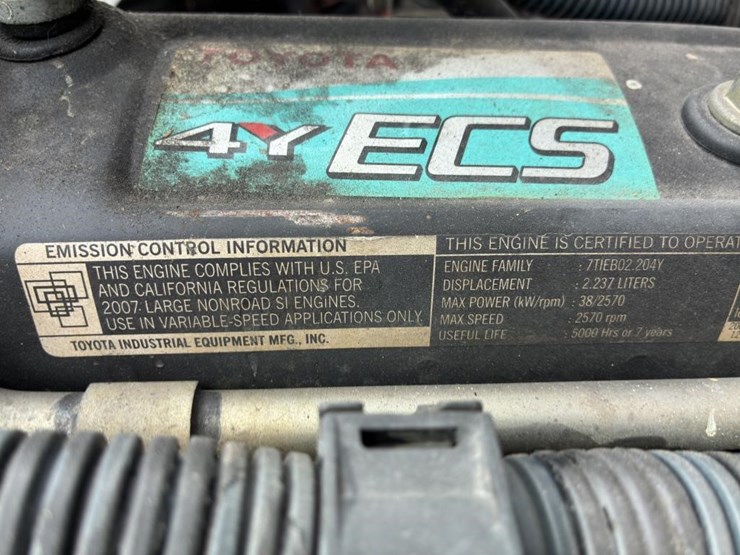 TOYOTA
4Y ECS
EMISSION CONTROL INFORMATION
THIS ENGINE COMPLIES WITH U.S. EPA
AND CALIFORNIA REGULATIONS FOR
2007 LARGE NONROAD SI ENGINES.
USE IN VARIABLE-SPEED APPLICATIONS ONLY.
TOYOTA INDUSTRIAL EQUIPMENT MFG., INC.
THIS ENGINE IS CERTIFIED TO OPERAT
ENGINE FAMILY : 7TIEB02.204Y
DISPLACEMENT : 2.237 LITERS
MAX POWER (kW/rpm) : 38/2570
MAX SPEED : 2570 rpm
USEFUL LIFE : 5000 Hrs or 7 years